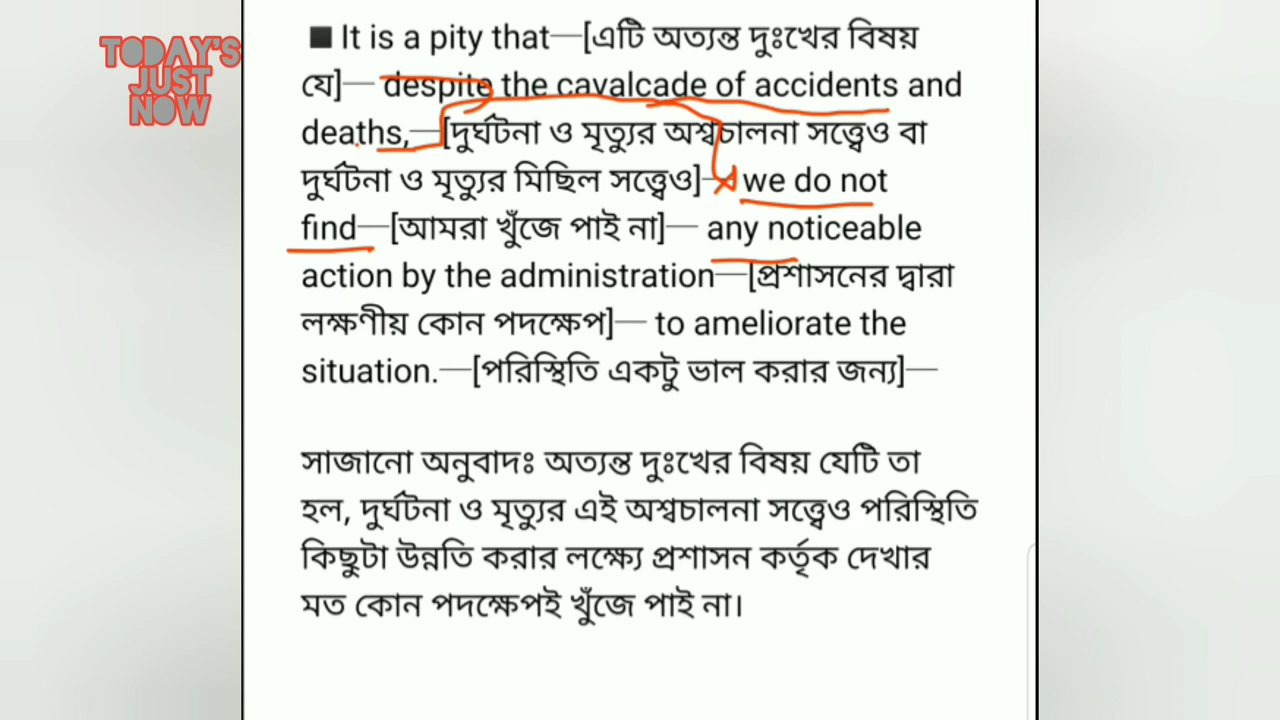 TODAY'S
JUST
NOW
■ It is a pity that—[এটি অত্যন্ত দুঃখের বিষয়
যে]— despite the cavalcade of accidents and
deaths,—[দুর্ঘটনা ও মৃত্যুর অশ্বচালনা সত্ত্বেও বা
দুর্ঘটনা ও মৃত্যুর মিছিল সত্ত্বেও]— we do not
find—[আমরা খুঁজে পাই না]— any noticeable
action by the administration—[প্রশাসনের দ্বারা
লক্ষণীয় কোন পদক্ষেপ]— to ameliorate the
situation.—[পরিস্থিতি একটু ভাল করার জন্য]—
সাজানো অনুবাদঃ অত্যন্ত দুঃখের বিষয় যেটি তা
হল, দুর্ঘটনা ও মৃত্যুর এই অশ্বচালনা সত্ত্বেও পরিস্থিতি
কিছুটা উন্নতি করার লক্ষ্যে প্রশাসন কর্তৃক দেখার
মত কোন পদক্ষেপই খুঁজে পাই না।